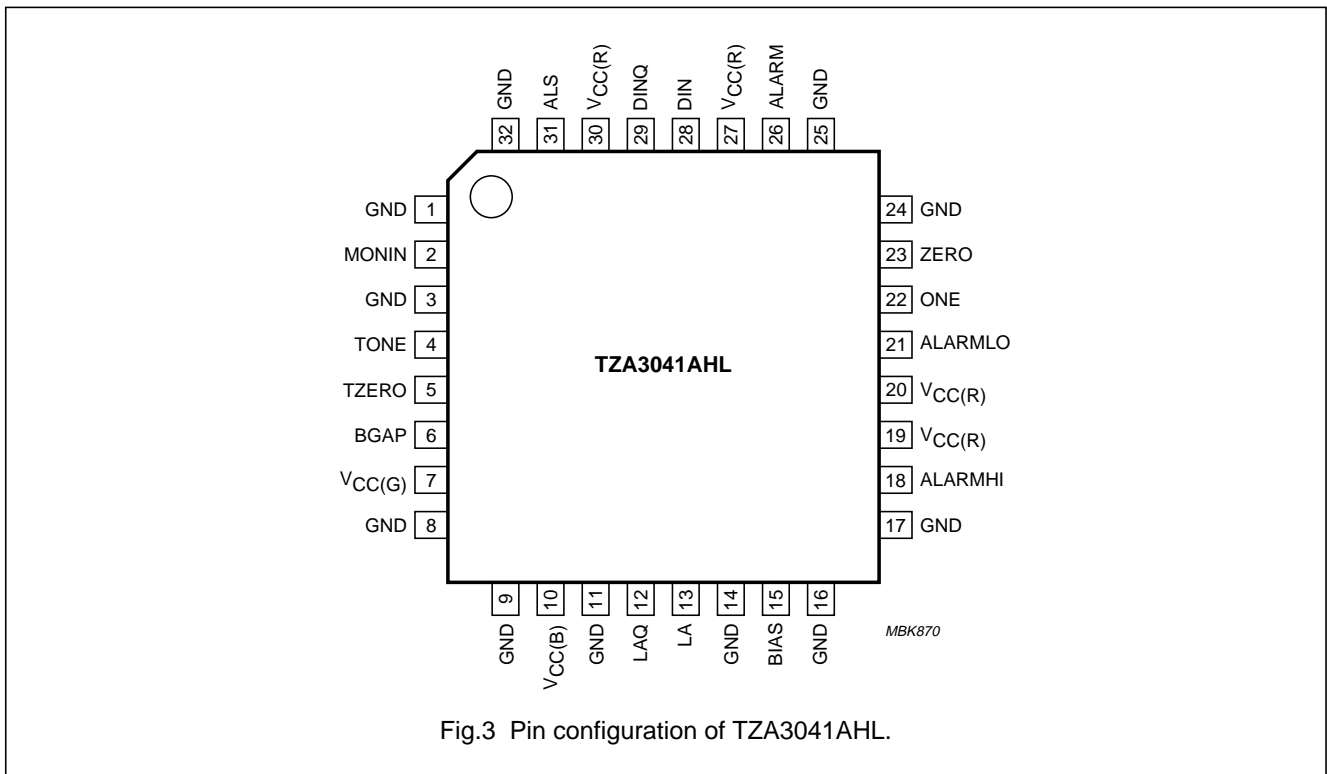 GND
ALS
VCC(R)
DINQ
DIN
VCC(R)
ALARM
GND
32
31
30
29
28
27
26
25
GND 1
MONIN 2
GND 3
TONE 4
TZERO 5
BGAP 6
VCC(G) 7
GND 8
TZA3041AHL
24 GND
23 ZERO
22 ONE
21 ALARMLO
20 VCC(R)
19 VCC(R)
18 ALARMHI
17 GND
9
10
11
12
13
14
15
16
GND
VCC(B)
GND
LAQ
LA
GND
BIAS
GND
MBK870
Fig.3 Pin configuration of TZA3041AHL.